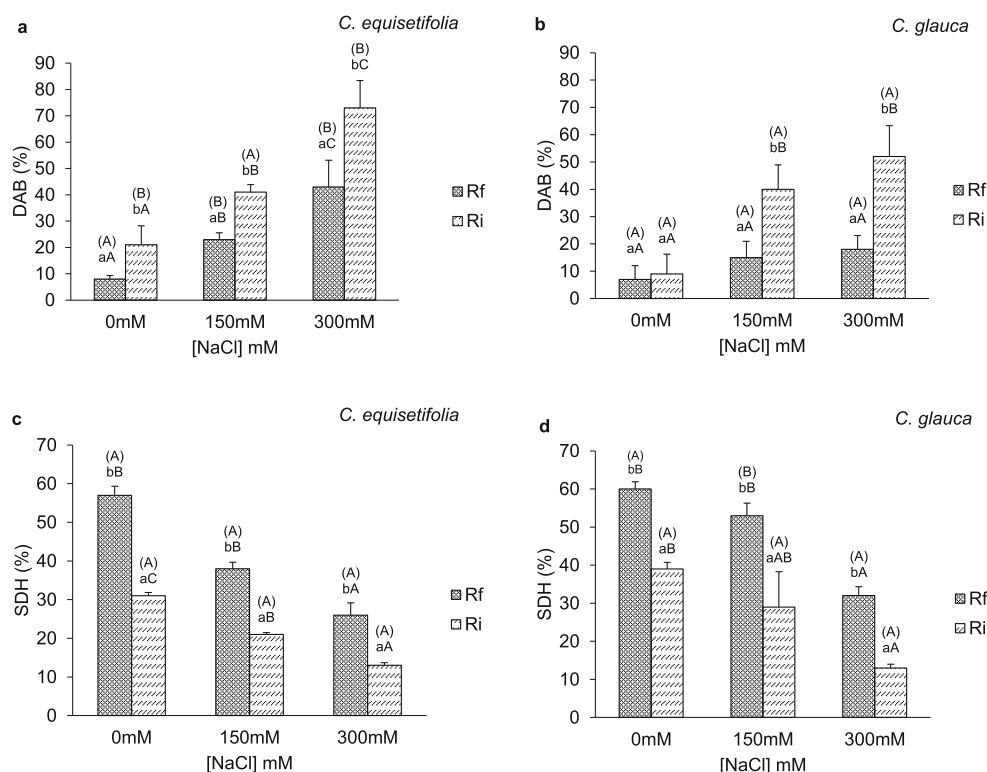 a
C. equisetifolia
DAB (%)
90
80
70
60
50
40
30
20
10
0
(A)
aA
(B)
bA
(B)
aB
(A)
bB
(B)
aC
(B)
bC
0mM
150mM
300mM
[NaCl] mM
Rf
Ri
b
C. glauca
DAB (%)
90
80
70
60
50
40
30
20
10
0
(A)
aA
(A)
aA
(A)
aA
(A)
bB
(A)
aA
(A)
bB
0mM
150mM
300mM
[NaCl] mM
Rf
Ri
c
C. equisetifolia
SDH (%)
70
60
50
40
30
20
10
0
(A)
bB
(A)
aC
(A)
bB
(A)
aB
(A)
bA
(A)
aA
0mM
150mM
300mM
[NaCl] mM
Rf
Ri
d
C. glauca
SDH (%)
70
60
50
40
30
20
10
0
(A)
bB
(A)
aB
(B)
bB
(A)
aAB
(A)
bA
(A)
aA
0mM
150mM
300mM
[NaCl] mM
Rf
Ri